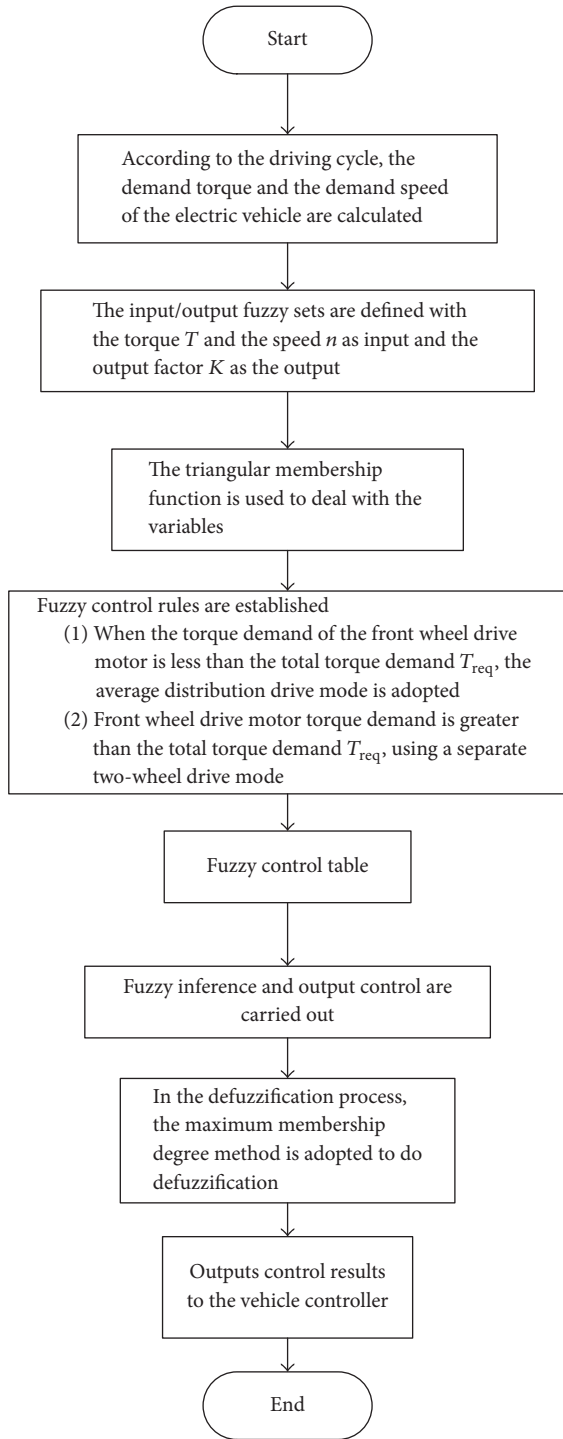 Start
According to the driving cycle, the
demand torque and the demand speed
of the electric vehicle are calculated
The input/output fuzzy sets are defined with
the torque T and the speed n as input and the
output factor K as the output
The triangular membership
function is used to deal with the
variables
Fuzzy control rules are established
(1) When the torque demand of the front wheel drive
motor is less than the total torque demand T_req, the
average distribution drive mode is adopted
(2) Front wheel drive motor torque demand is greater
than the total torque demand T_req, using a separate
two-wheel drive mode
Fuzzy control table
Fuzzy inference and output control are
carried out
In the defuzzification process,
the maximum membership
degree method is adopted to do
defuzzification
Outputs control results
to the vehicle controller
End